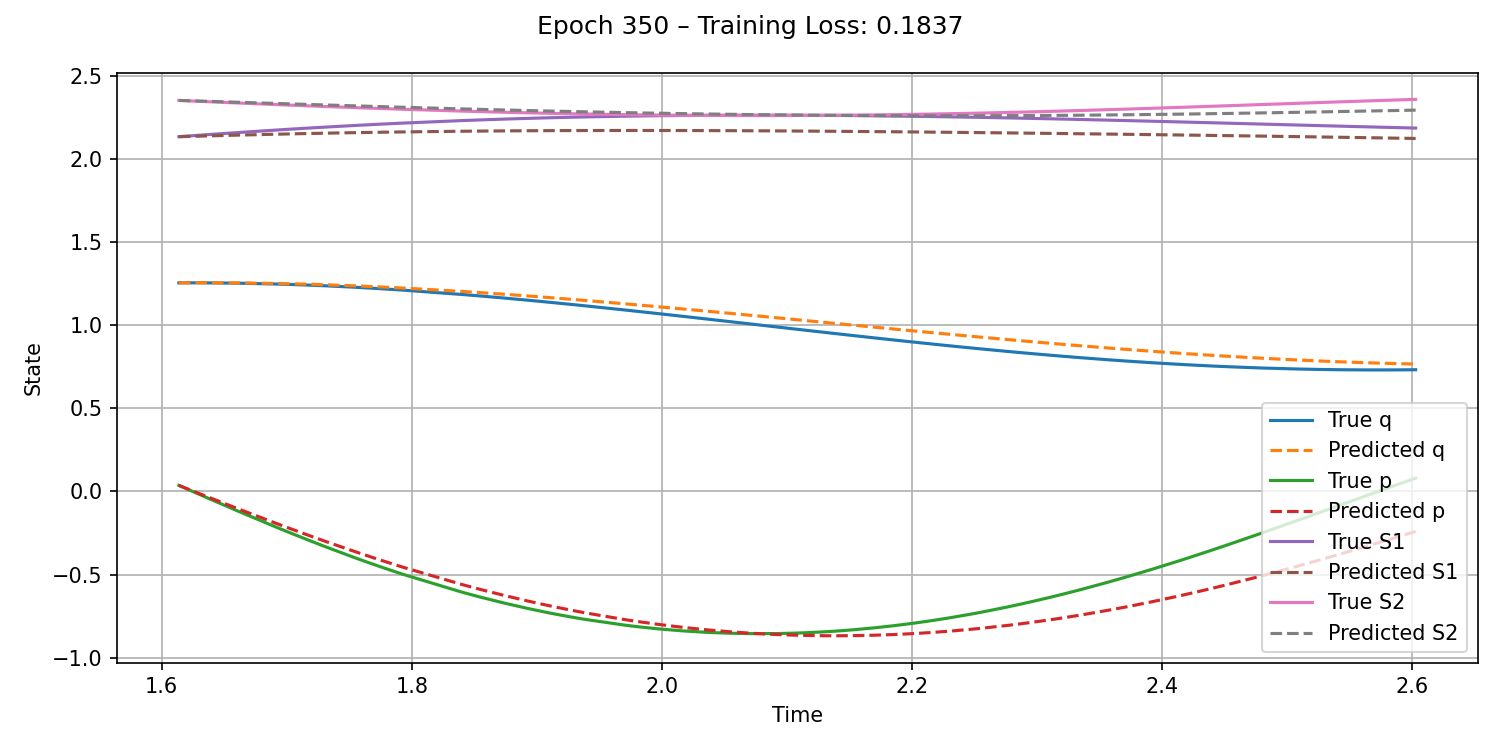 Epoch 350 – Training Loss: 0.1837
2.5
2.0
1.5
1.0
0.5
0.0
−0.5
−1.0
State
True q
Predicted q
True p
Predicted p
True S1
Predicted S1
True S2
Predicted S2
1.6 1.8 2.0 2.2 2.4 2.6
Time